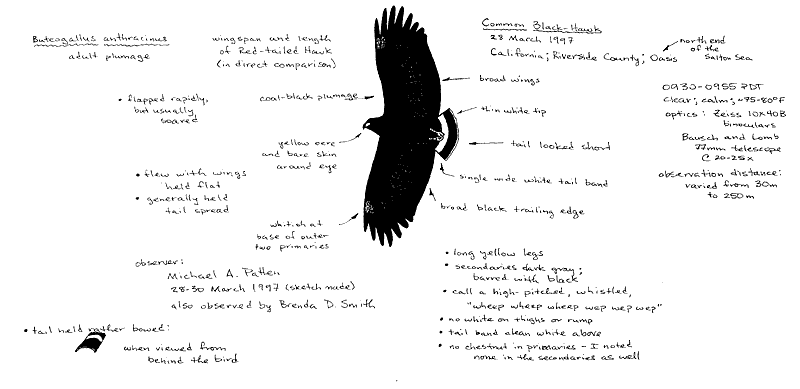 Buteogallus anthracinus
adult plumage
wingspan and length
of Red-tailed Hawk
(in direct comparison)
Common Black-Hawk
28 March 1997
California; Riverside County; Oasis
north end
of the
Salton Sea
broad wings
0930-0955 PDT
clear; calm; ~75-80°F
optics: Zeiss 10x40B
binoculars
Bausch and Lomb
77mm telescope
@ 20-25x
observation distance:
varied from 30m
to 250m
• flapped rapidly,
but usually
soared
coal-black plumage
thin white tip
yellow cere
and bare skin
around eye
tail looked short
• flew with wings
held flat
• generally held
tail spread
single wide white tail band
broad black trailing edge
whitish at
base of outer
two primaries
observer:
Michael A. Patten
28-30 March 1997 (sketch made)
also observed by Brenda D. Smith
• long yellow legs
• secondaries dark gray;
barred with black
• call a high-pitched, whistled,
"wheep wheep wheep wep wep wep"
• no white on thighs or rump
• tail band clean white above
• no chestnut in primaries - I noted
none in the secondaries as well
• tail held rather bowed:
when viewed from
behind the bird